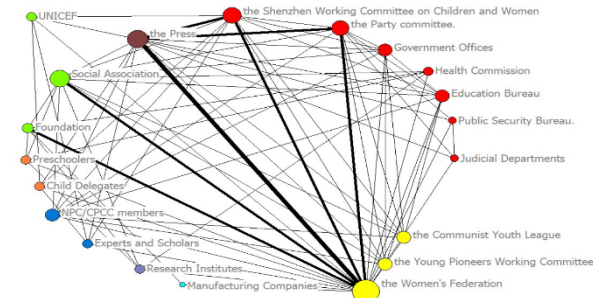 UNICEF
the Shenzhen Working Committee on Children and Women
the Party committee.
the Press
Government Offices
Social Association
Health Commission
Education Bureau
Public Security Bureau.
Foundation
Judicial Departments
Preschoolers
Child Delegates
NPC/CPCC members
the Communist Youth League
Experts and Scholars
the Young Pioneers Working Committee
Research Institutes.
Manufacturing Companies
the Women's Federation